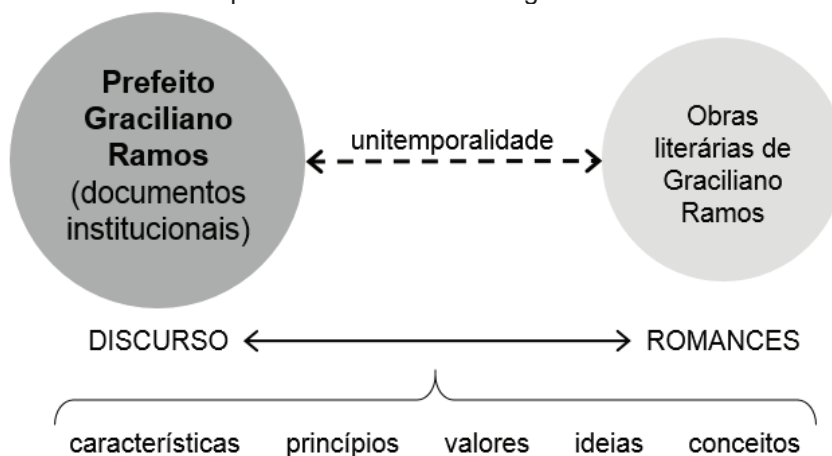 Prefeito
Graciliano
Ramos
(documentos
institucionais)
unitemporalidade
Obras
literárias de
Graciliano
Ramos
DISCURSO
ROMANCES
características princípios valores ideias conceitos